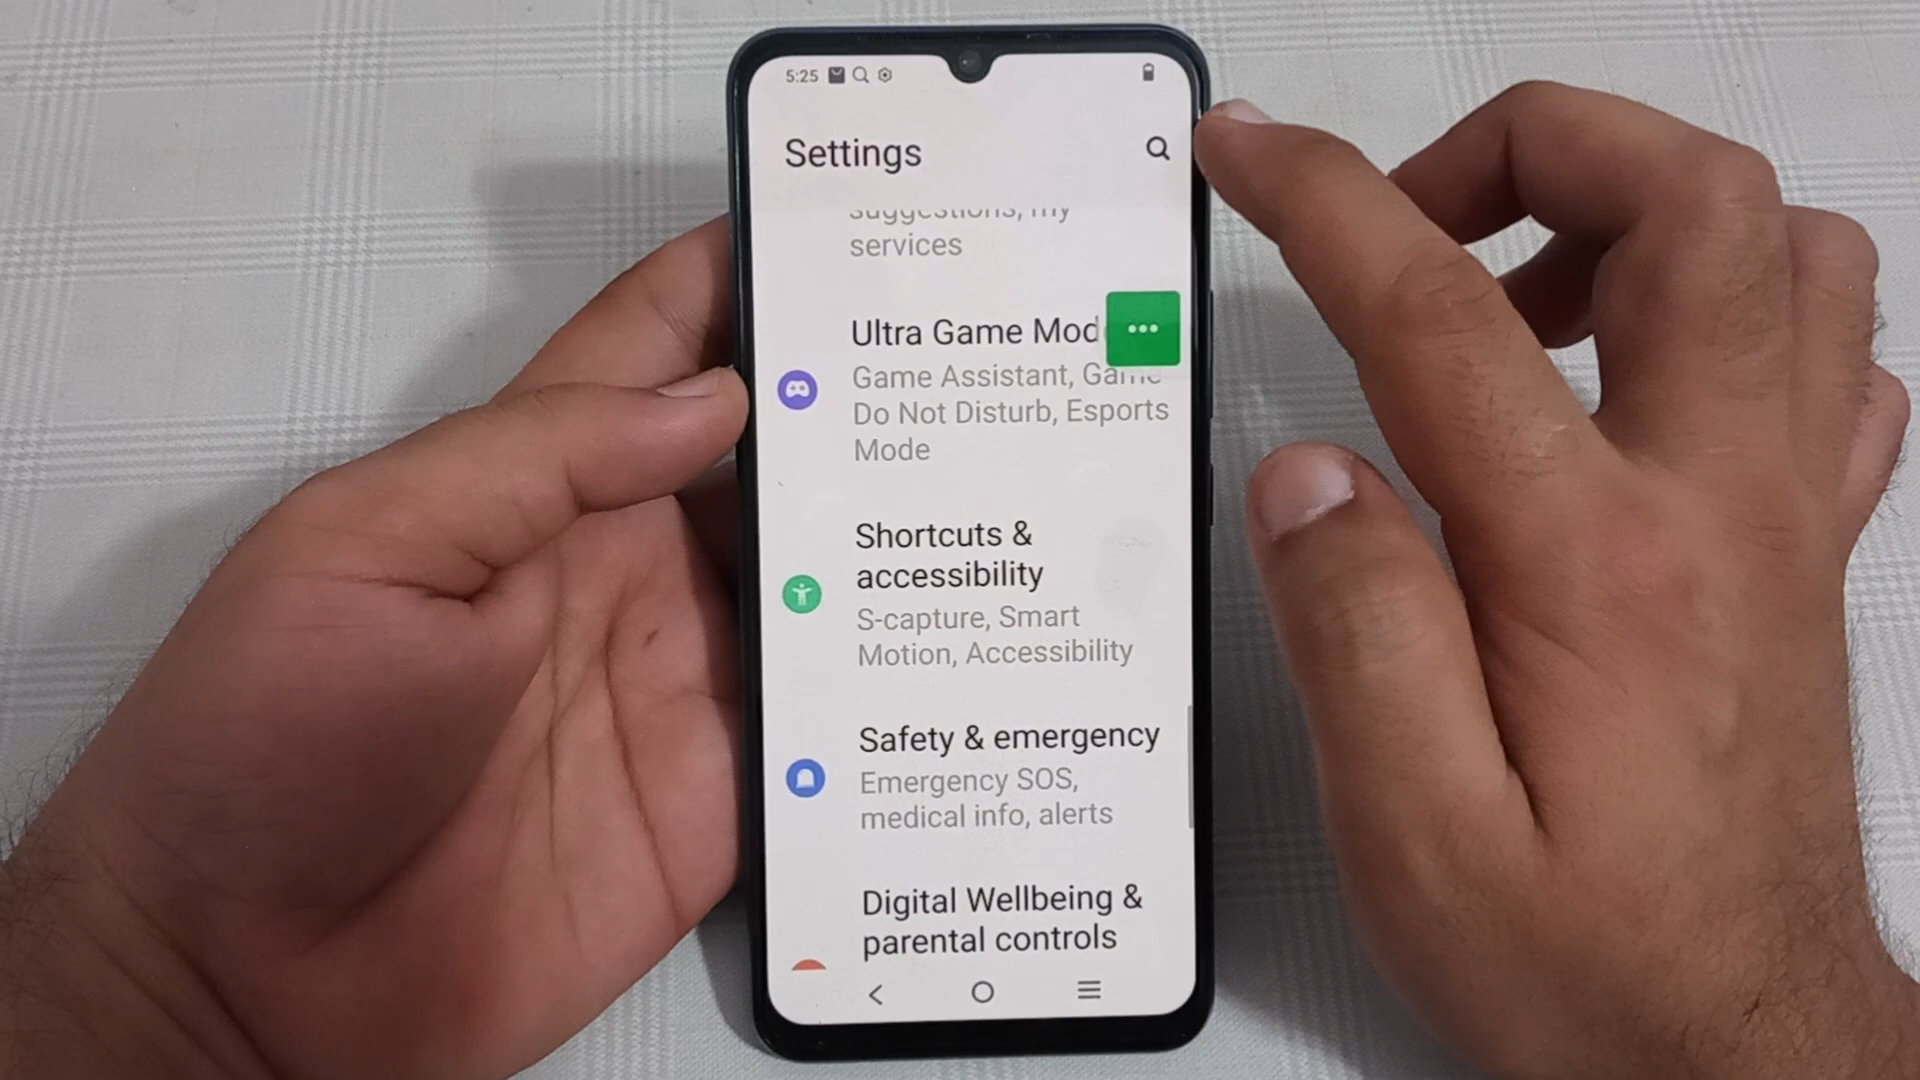 5:25
Settings
suggestions, my
services
Ultra Game Mod
Game Assistant, Game
Do Not Disturb, Esports
Mode
Shortcuts &
accessibility
S-capture, Smart
Motion, Accessibility
Safety & emergency
Emergency SOS,
medical info, alerts
Digital Wellbeing &
parental controls